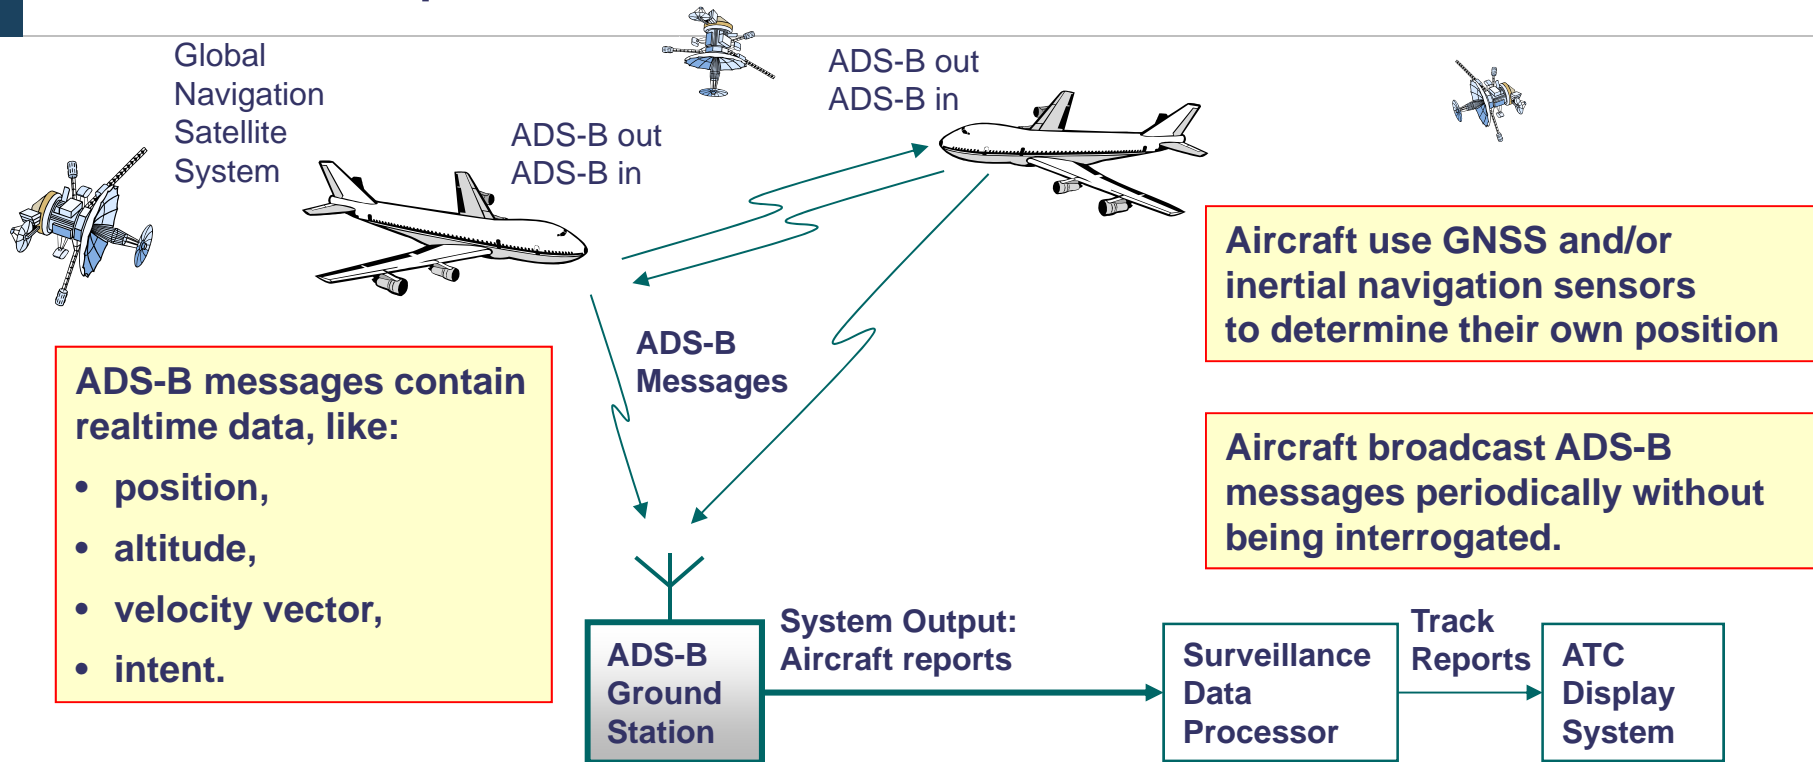 Global
Navigation
Satellite
System
ADS-B out
ADS-B in
ADS-B out
ADS-B in
Aircraft use GNSS and/or
inertial navigation sensors
to determine their own position
ADS-B
Messages
ADS-B messages contain
realtime data, like:
• position,
• altitude,
• velocity vector,
• intent.
Aircraft broadcast ADS-B
messages periodically without
being interrogated.
ADS-B
Ground
Station
System Output:
Aircraft reports
Surveillance
Data
Processor
Track
Reports
ATC
Display
System